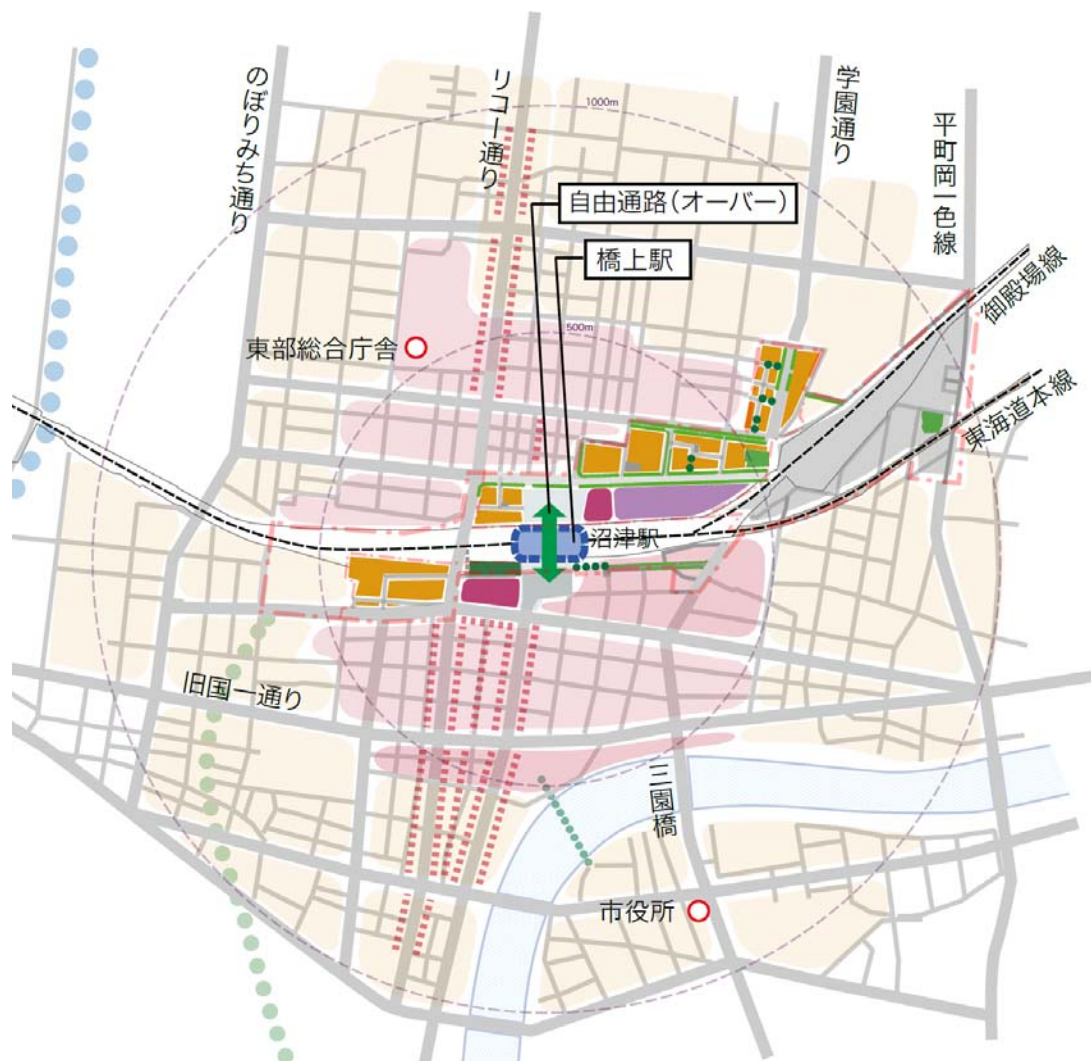 1000m
のぼりみち通り
リコー通り
学園通り
平町岡一色線
自由通路(オーバー)
橋上駅
御殿場線
500m
東部総合庁舎
東海道本線
沼津駅
旧国一通り
三園橋
市役所